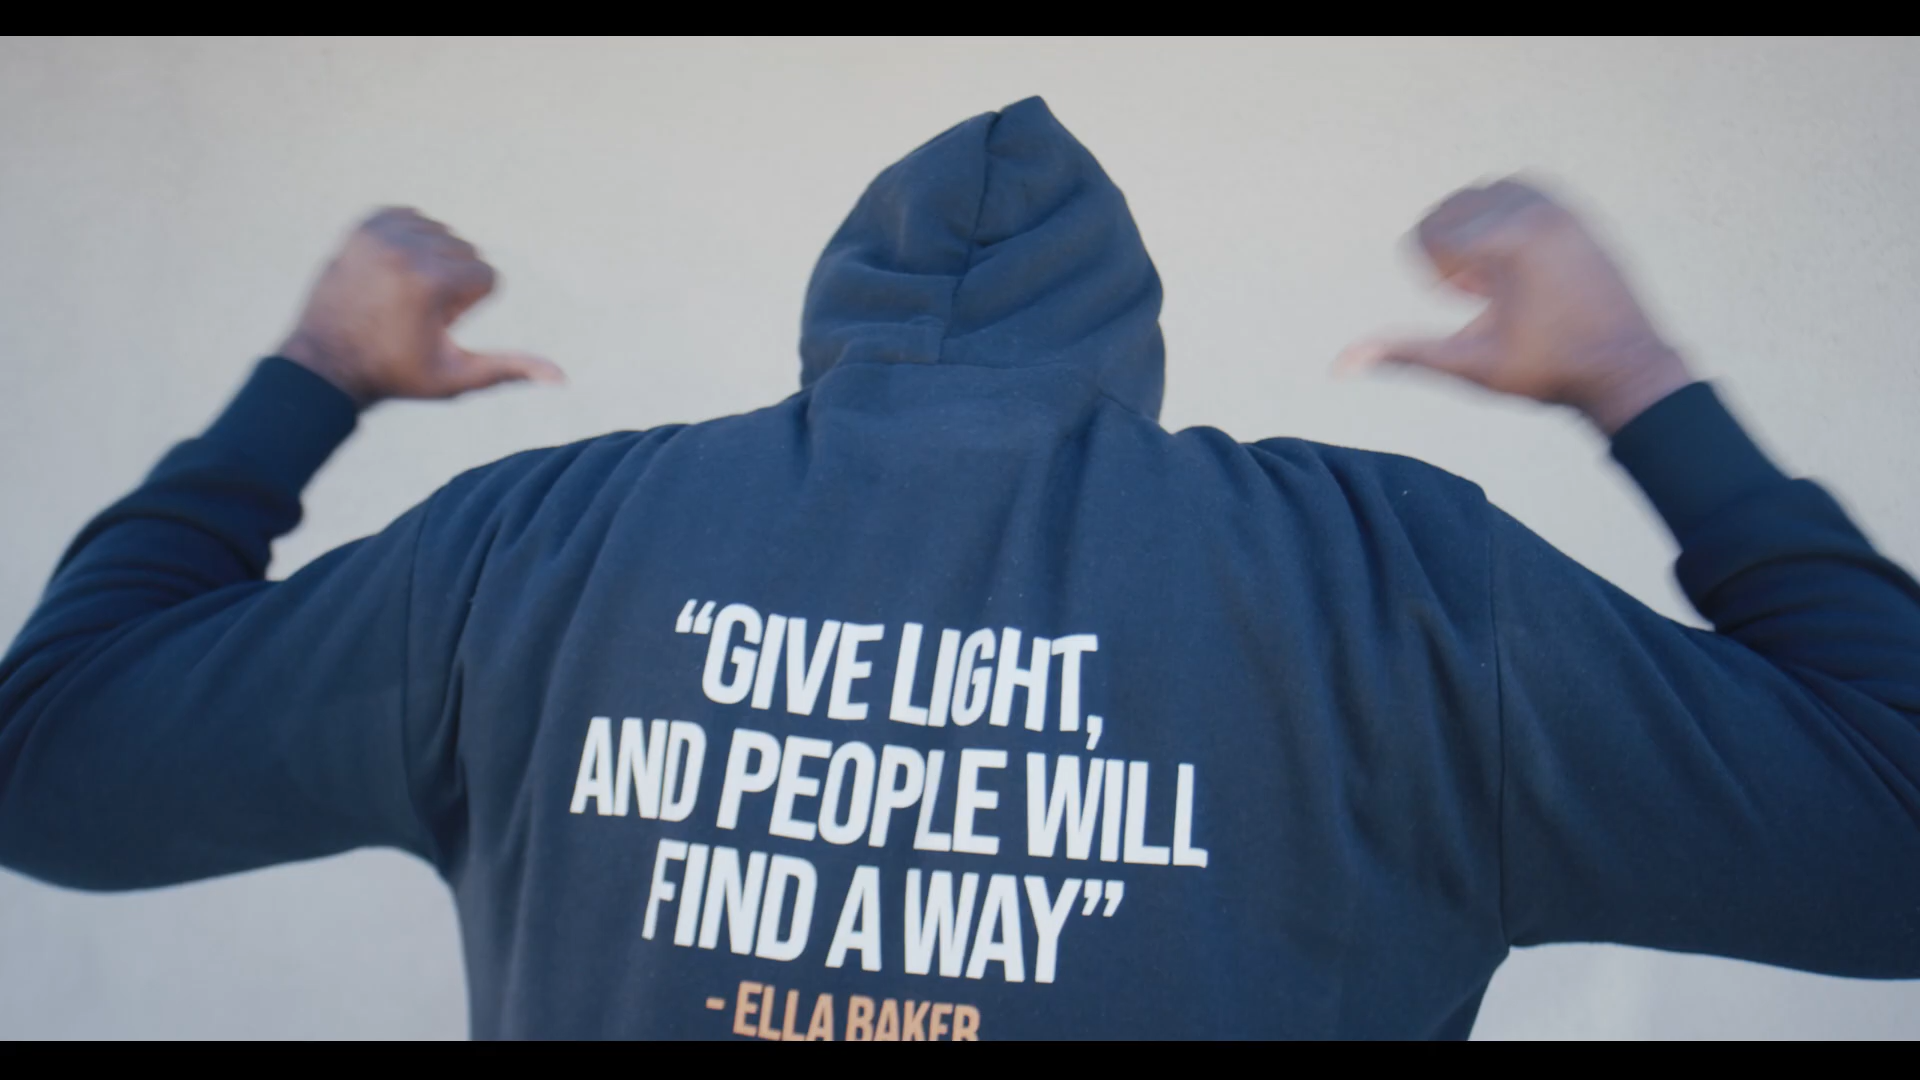 “GIVE LIGHT,
AND PEOPLE WILL
FIND A WAY”
- ELLA BAKER